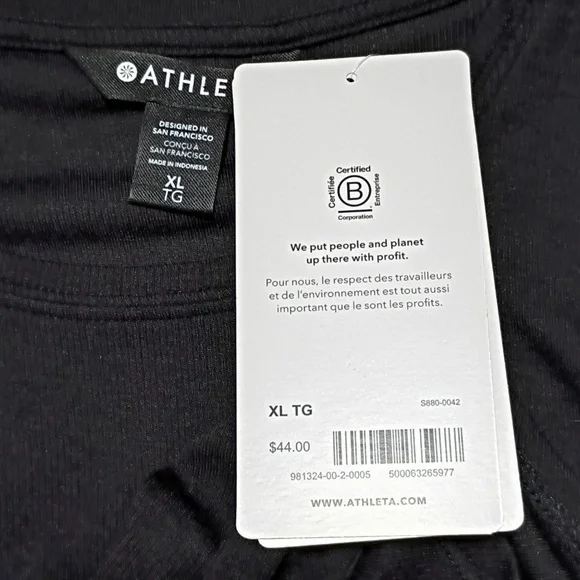 ATHLE
DESIGNED IN
SAN FRANCISCO
CONÇU À
SAN FRANCISCO
MADE IN INDONESIA
XL
TG
Certified
Certifiée
B
Entreprise
Corporation
We put people and planet
up there with profit.
Pour nous, le respect des travailleurs
et de l'environnement est tout aussi
important que le sont les profits.
XL TG
S880-0042
$44.00
981324-00-2-0005 500063265977
WWW.ATHLETA.COM